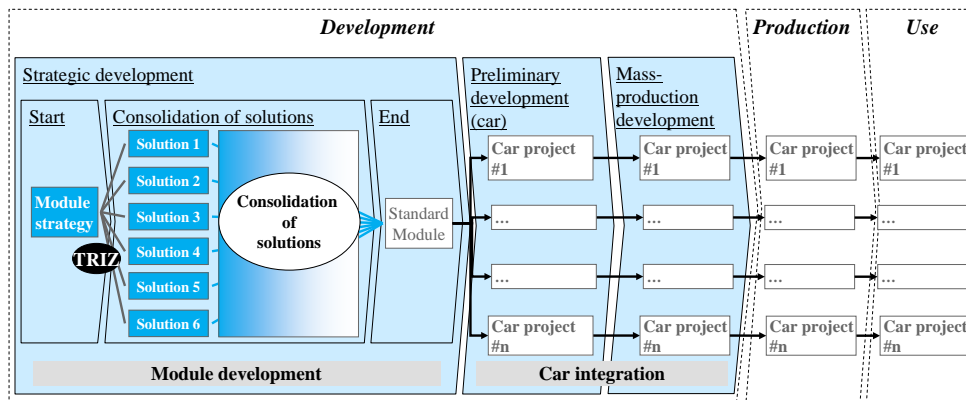 Development
Production
Use
Strategic development
Preliminary
development
(car)
Mass-
production
development
Start
Consolidation of solutions
End
Module
strategy
TRIZ
Solution 1
Solution 2
Solution 3
Solution 4
Solution 5
Solution 6
Consolidation
of
solutions
Standard
Module
Car project
#1
Car project
#1
Car project
#1
Car project
#1
...
...
...
...
...
...
...
...
Car project
#n
Car project
#n
Car project
#n
Car project
#n
Module development
Car integration